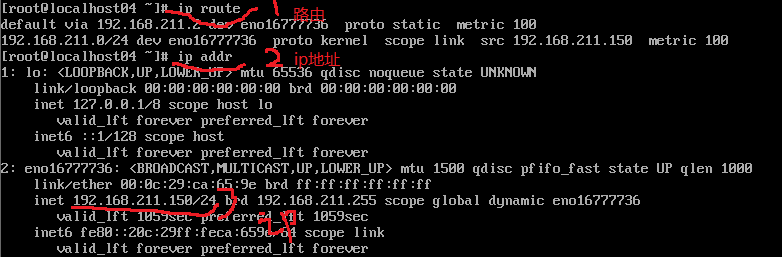 [root@localhost04 ~]# ip route 1 路由
default via 192.168.211.2 dev eno16777736 proto static metric 100
192.168.211.0/24 dev eno16777736 proto kernel scope link src 192.168.211.150 metric 100
[root@localhost04 ~]# ip addr 2 ip地址
1: lo: <LOOPBACK,UP,LOWER_UP> mtu 65536 qdisc noqueue state UNKNOWN
link/loopback 00:00:00:00:00:00 brd 00:00:00:00:00:00
inet 127.0.0.1/8 scope host lo
valid_lft forever preferred_lft forever
inet6 ::1/128 scope host
valid_lft forever preferred_lft forever
2: eno16777736: <BROADCAST,MULTICAST,UP,LOWER_UP> mtu 1500 qdisc pfifo_fast state UP qlen 1000
link/ether 00:0c:29:ca:65:9e brd ff:ff:ff:ff:ff:ff
inet 192.168.211.150/24 3 brd 192.168.211.255 scope global dynamic eno16777736
valid_lft 1059sec preferred_lft 1059sec
inet6 fe80::20c:29ff:feca:659e/64 scope link
valid_lft forever preferred_lft forever